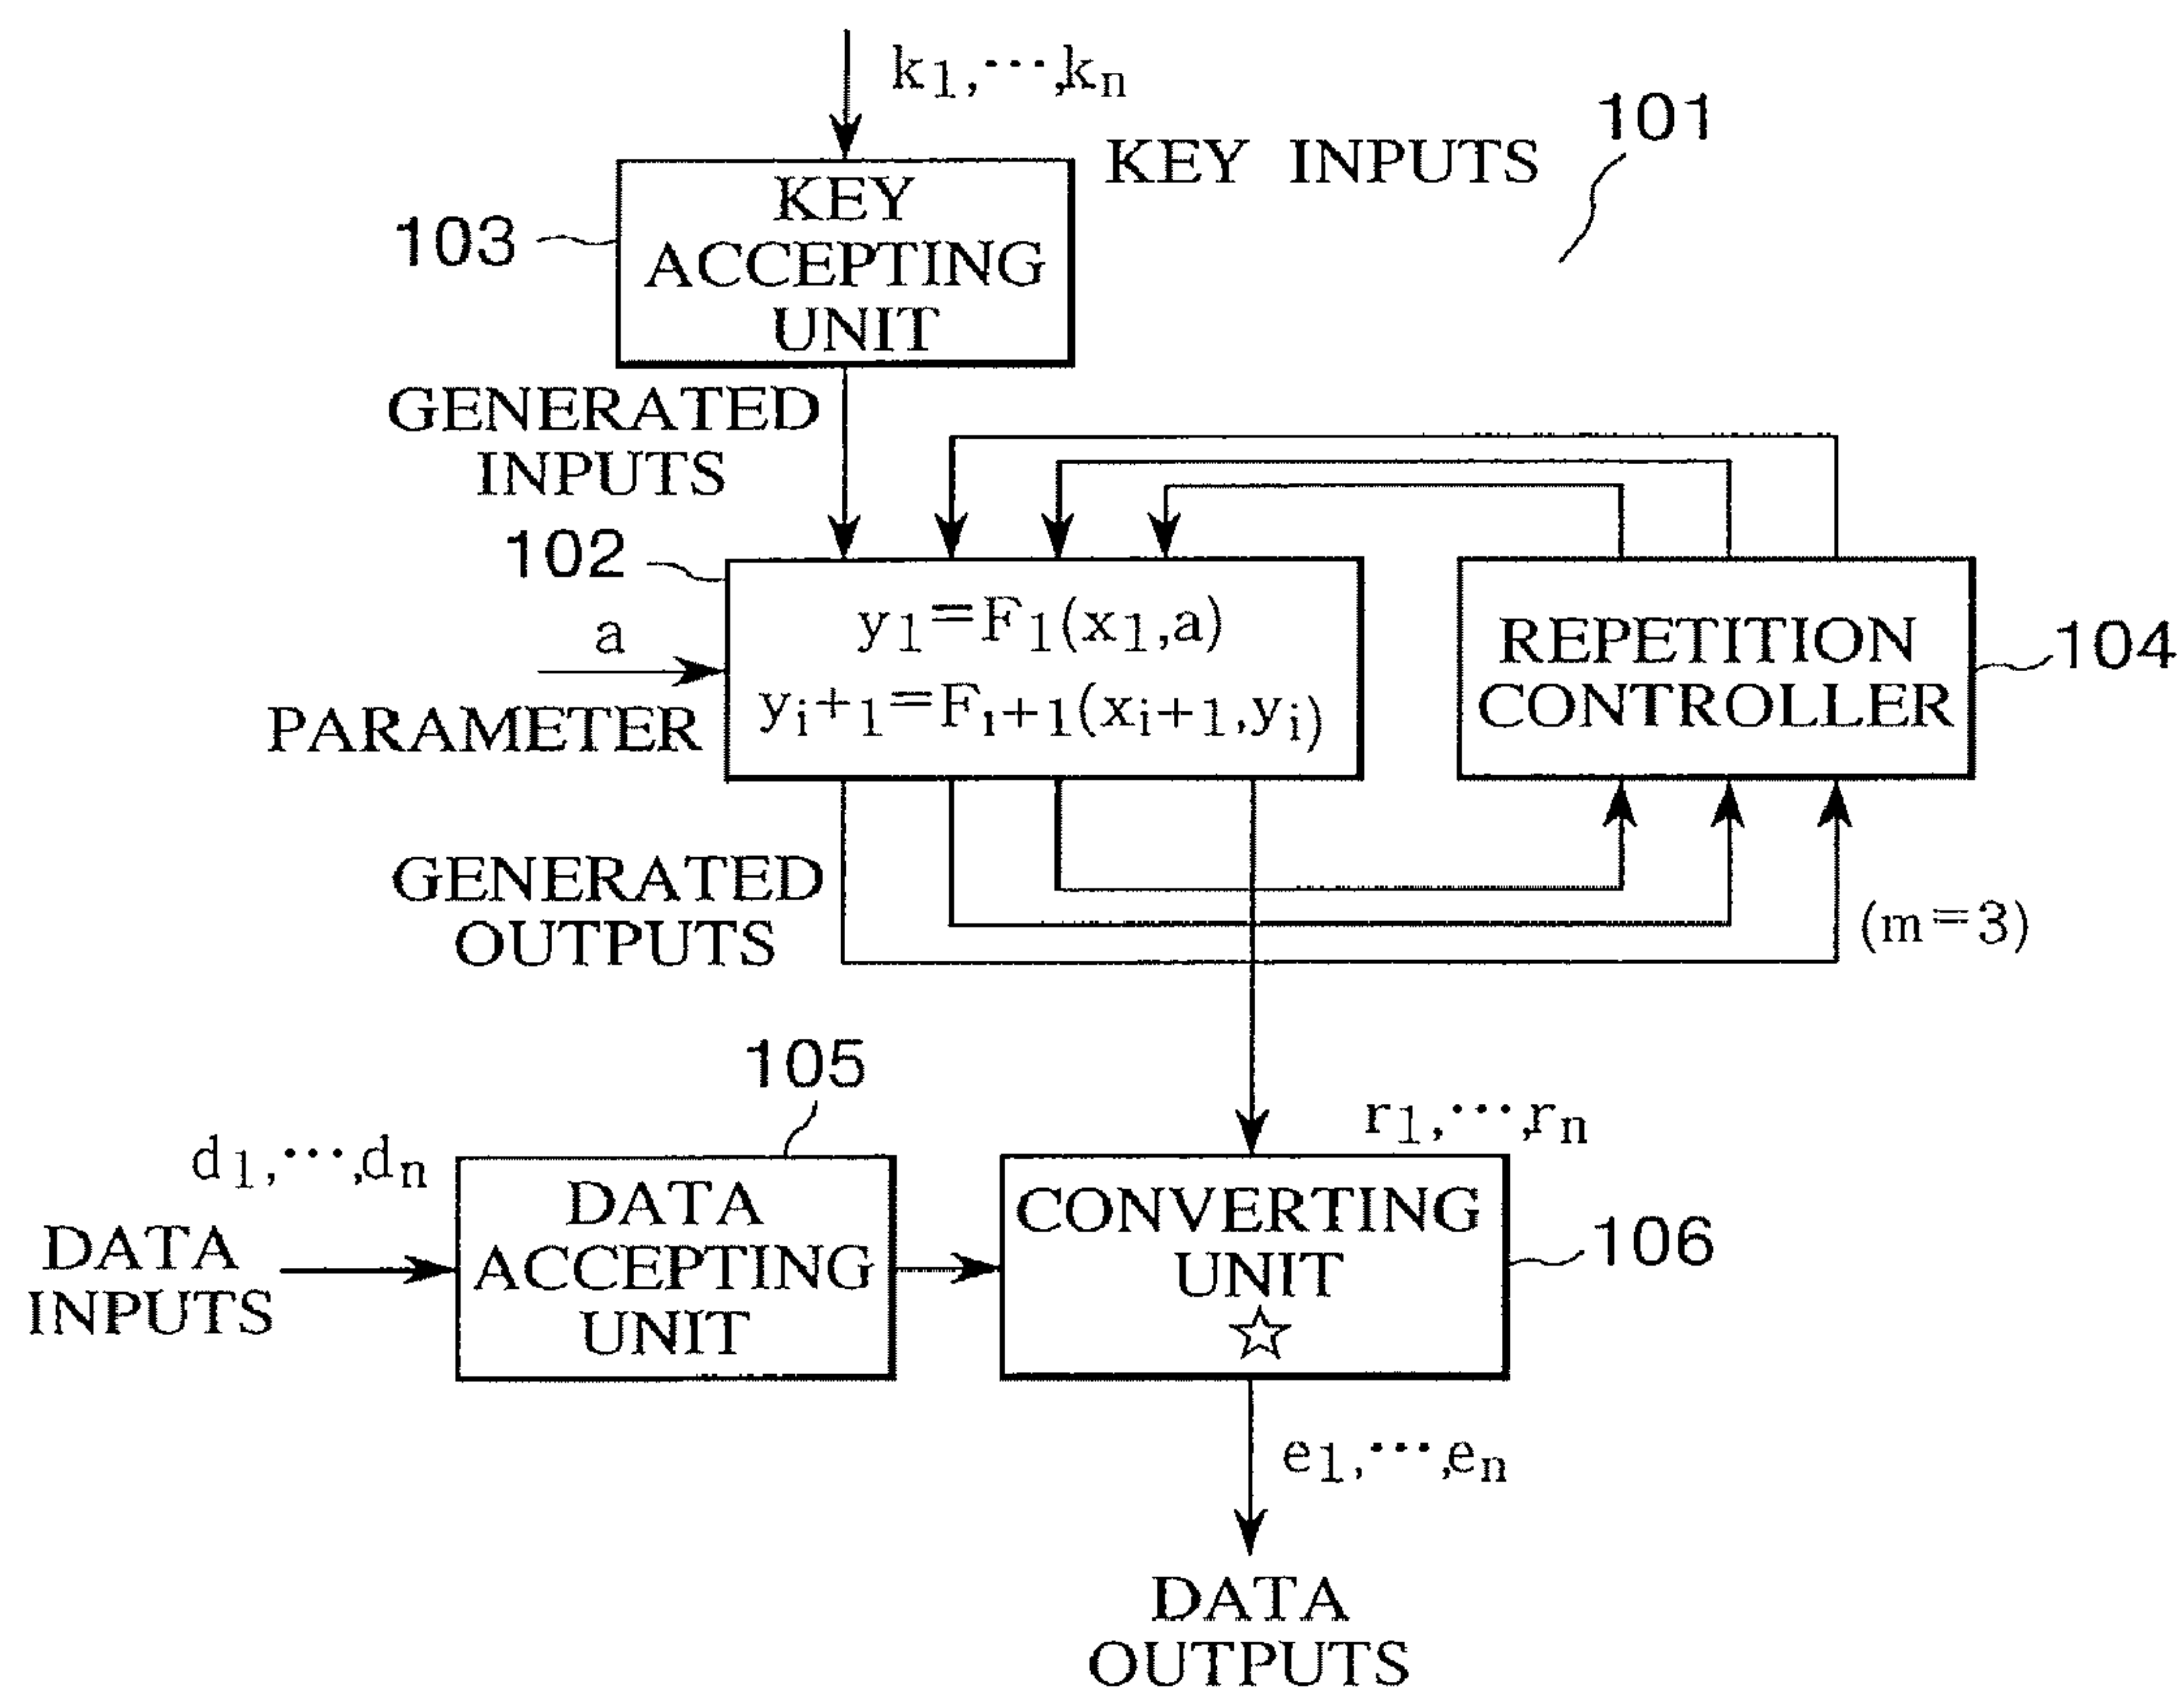 k1,···,kn
KEY INPUTS
101
103
KEY
ACCEPTING
UNIT
GENERATED
INPUTS
102
a
PARAMETER
y1=F1(x1,a)
yi+1=Fi+1(xi+1,yi)
REPETITION
CONTROLLER
104
GENERATED
OUTPUTS
(m=3)
105
d1,···,dn
DATA
INPUTS
DATA
ACCEPTING
UNIT
r1,···,rn
CONVERTING
UNIT
☆
106
e1,···,en
DATA
OUTPUTS